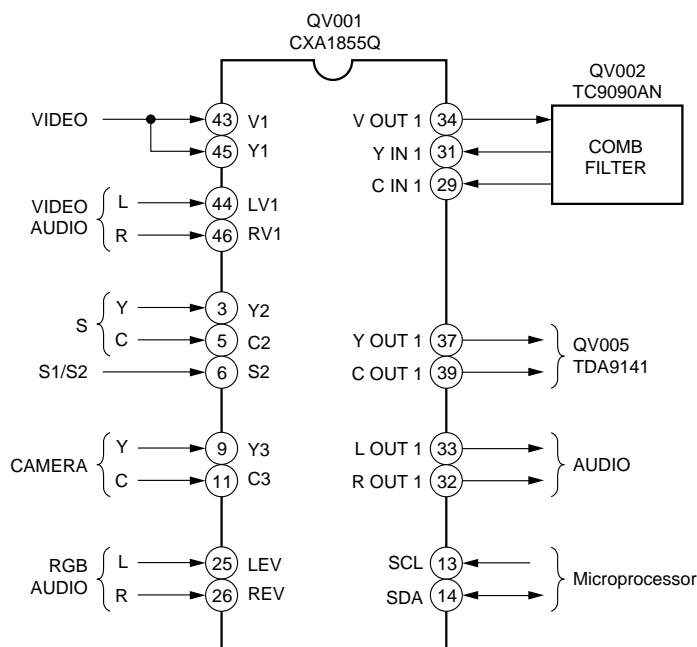 QV001
CXA1855Q
QV002
TC9090AN
VIDEO
43 V1
45 Y1
V OUT 1 34
Y IN 1 31
C IN 1 29
COMB
FILTER
VIDEO
AUDIO
L 44 LV1
R 46 RV1
S
Y 3 Y2
C 5 C2
S1/S2 6 S2
Y OUT 1 37
C OUT 1 39
QV005
TDA9141
CAMERA
Y 9 Y3
C 11 C3
L OUT 1 33
R OUT 1 32
AUDIO
RGB
AUDIO
L 25 LEV
R 26 REV
SCL 13
SDA 14
Microprocessor